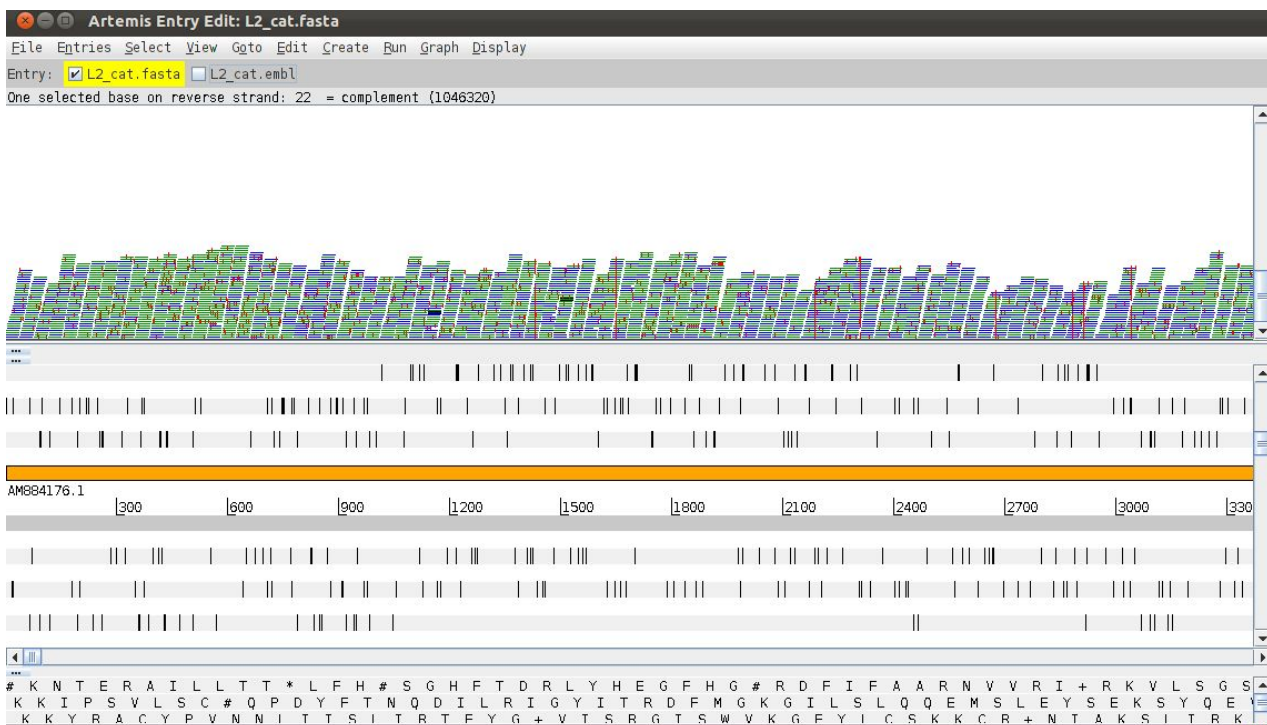 Artemis Entry Edit: L2_cat.fasta
File Entries Select View Goto Edit Create Run Graph Display
Entry: L2_cat.fasta L2_cat.embl
One selected base on reverse strand: 22 = complement (1046320)
AM884176.1
300 600 900 1200 1500 1800 2100 2400 2700 3000 330
# K N T E R A I L L T T * L F H # S G H F T D R L Y H E G F H G # R D F I F A A R N V V R I + R K V L S G S
K K I P S V L S C # Q P D Y F T N Q D I L R I G Y I T R D F M G K G I L S L Q Q E M S L E Y S E K S Y Q E
K K Y R A C Y P V N N L I I S L I R T F Y G + V I S R G I S W V K G F Y L C S K K C R + N I A K S